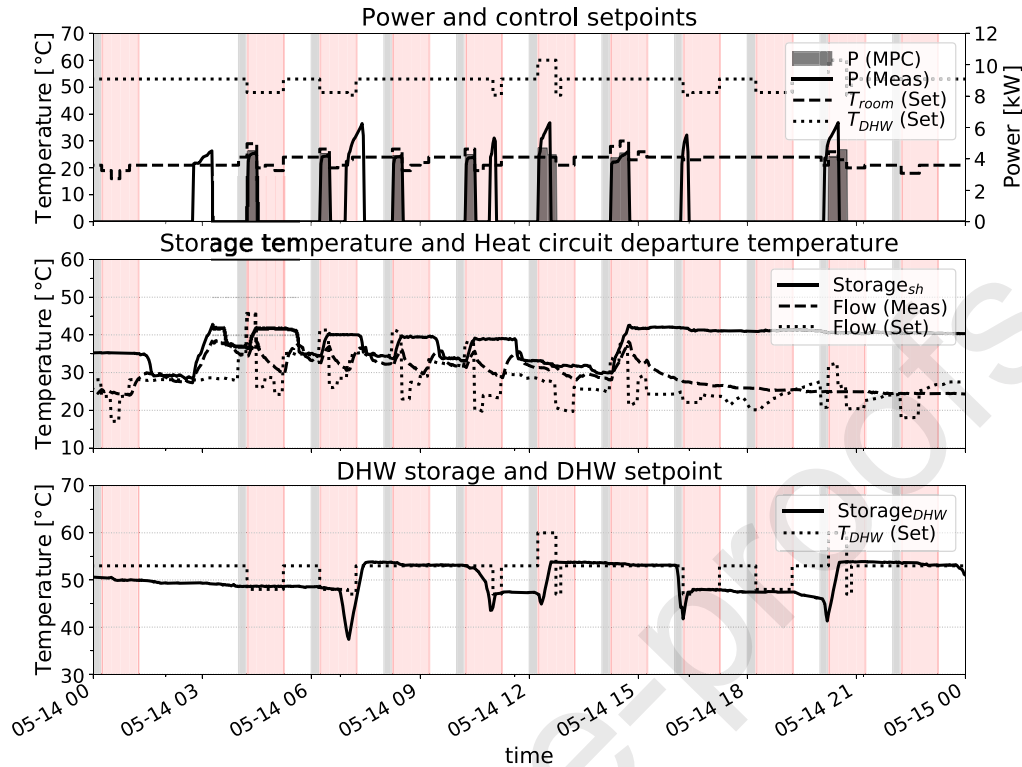 Power and control setpoints
Temperature [°C]
70
60
50
40
30
20
10
0
P (MPC)
P (Meas)
T_room (Set)
T_DHW (Set)
12
10
8
6
4
2
0
Power [kW]
Storage temperature and Heat circuit departure temperature
Temperature [°C]
60
50
40
30
20
10
Storage_sh
Flow (Meas)
Flow (Set)
DHW storage and DHW setpoint
Temperature [°C]
70
60
50
40
30
Storage_DHW
T_DHW (Set)
05-14 00
05-14 03
05-14 06
05-14 09
05-14 12
05-14 15
05-14 18
05-14 21
05-15 00
time
e-proofs